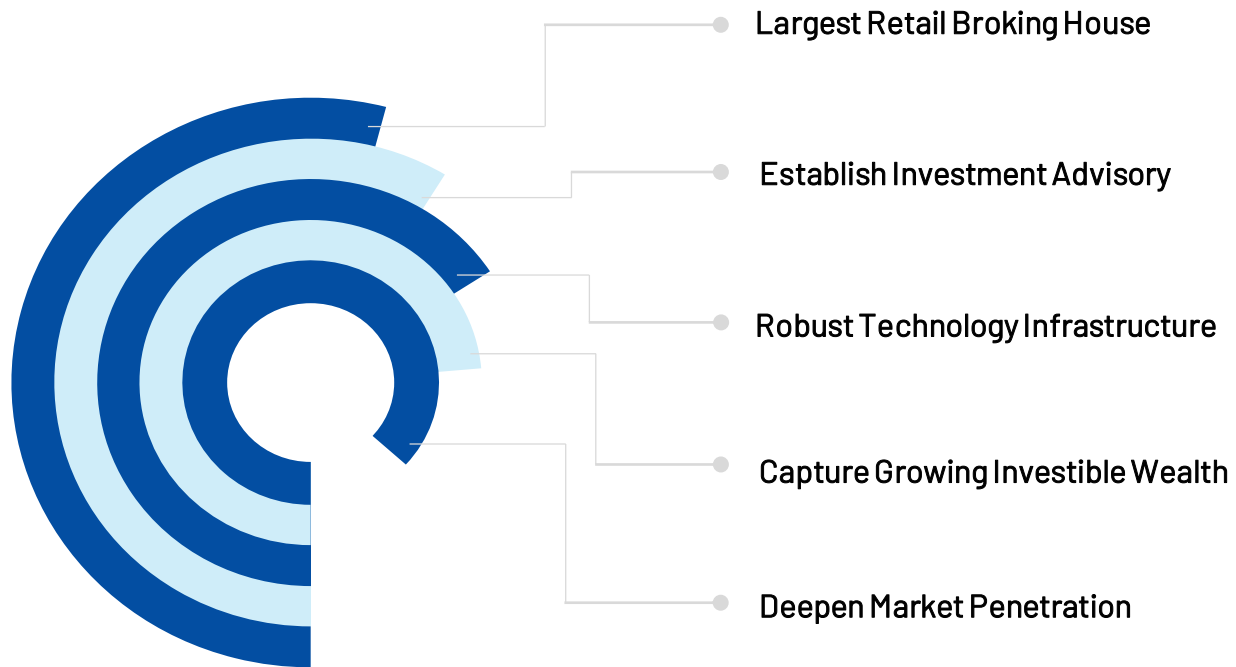 Largest Retail Broking House
Establish Investment Advisory
Robust Technology Infrastructure
Capture Growing Investible Wealth
Deepen Market Penetration